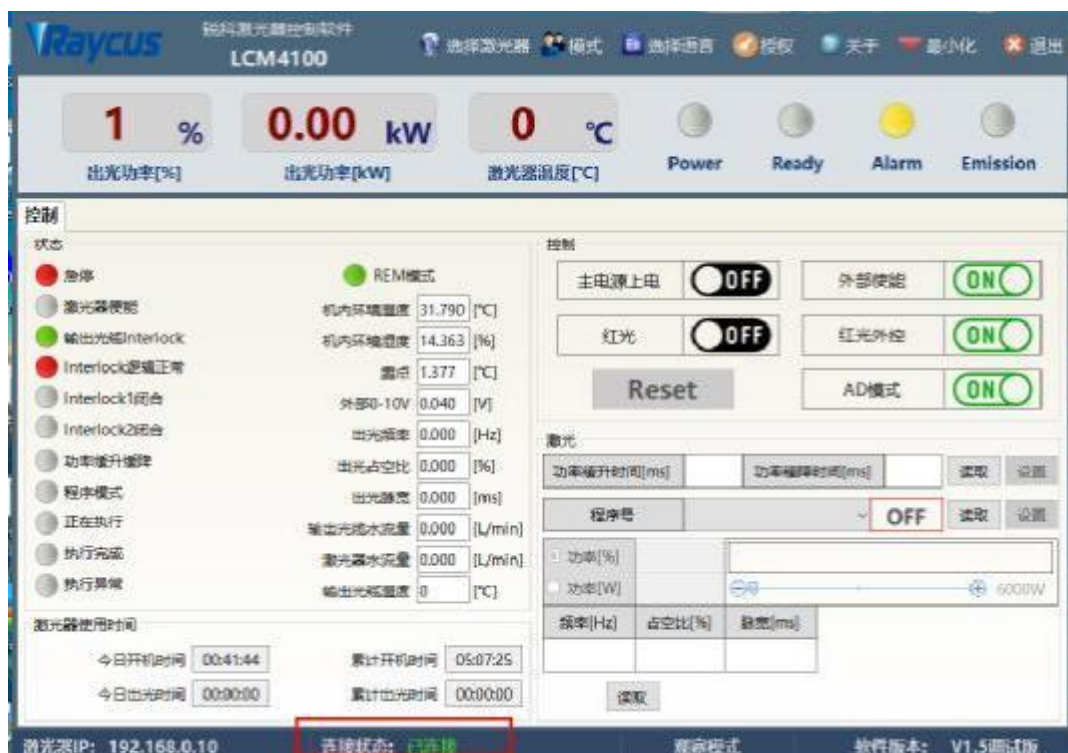 Raycus
锐科激光器控制软件
LCM4100
选择激光器 模式 选择语言 授权 关于 最小化 退出
1 % 0.00 kW 0 ℃
Power Ready Alarm Emission
出光功率[%] 出光功率[kW] 激光器温度[℃]
控制
状态
急停 REM模式
激光器使能 机内环境温度 31.790 [℃]
输出光缆Interlock 机内环境湿度 14.363 [%]
Interlock逻辑正常 露点 1.377 [℃]
Interlock1闭合 外部0-10V 0.040 [V]
Interlock2闭合 出光频率 0.000 [Hz]
功率缓升缓降 出光占空比 0.000 [%]
程序模式 出光脉宽 0.000 [ms]
正在执行 输出光缆水流量 0.000 [L/min]
执行完成 激光器水流量 0.000 [L/min]
执行异常 输出光缆温度 0 [℃]
激光器使用时间
今日开机时间 00:41:44 累计开机时间 05:07:25
今日出光时间 00:00:00 累计出光时间 00:00:00
控制
主电源上电 OFF 外部使能 ON
红光 OFF 红光外控 ON
Reset AD模式 ON
激光
功率缓升时间[ms] 功率缓降时间[ms] 读取 设置
程序号 OFF 读取 设置
功率[%]
功率[W] 6000W
频率[Hz] 占空比[%] 脉宽[ms]
读取
激光器IP: 192.168.0.10 连接状态: 已连接 观察模式 软件版本: V1.5调试版